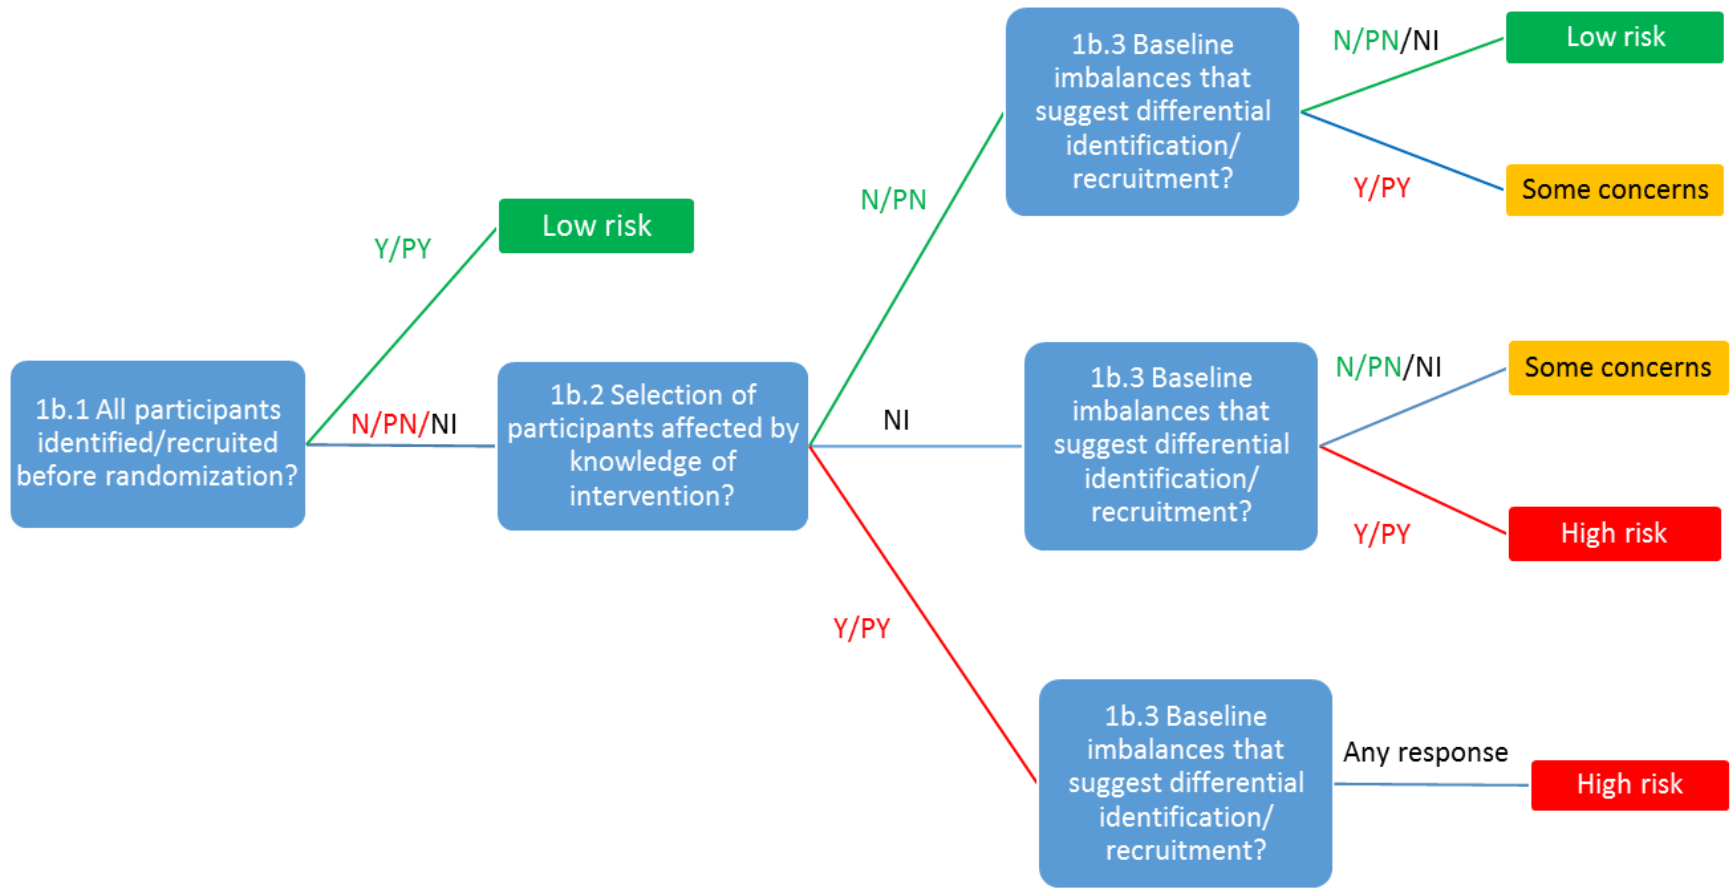 1b.1 All participants
identified/recruited
before randomization?
Y/PY
Low risk
N/PN/NI
1b.2 Selection of
participants affected by
knowledge of
intervention?
N/PN
1b.3 Baseline
imbalances that
suggest differential
identification/
recruitment?
N/PN/NI
Low risk
Y/PY
Some concerns
NI
1b.3 Baseline
imbalances that
suggest differential
identification/
recruitment?
N/PN/NI
Some concerns
Y/PY
High risk
Y/PY
1b.3 Baseline
imbalances that
suggest differential
identification/
recruitment?
Any response
High risk